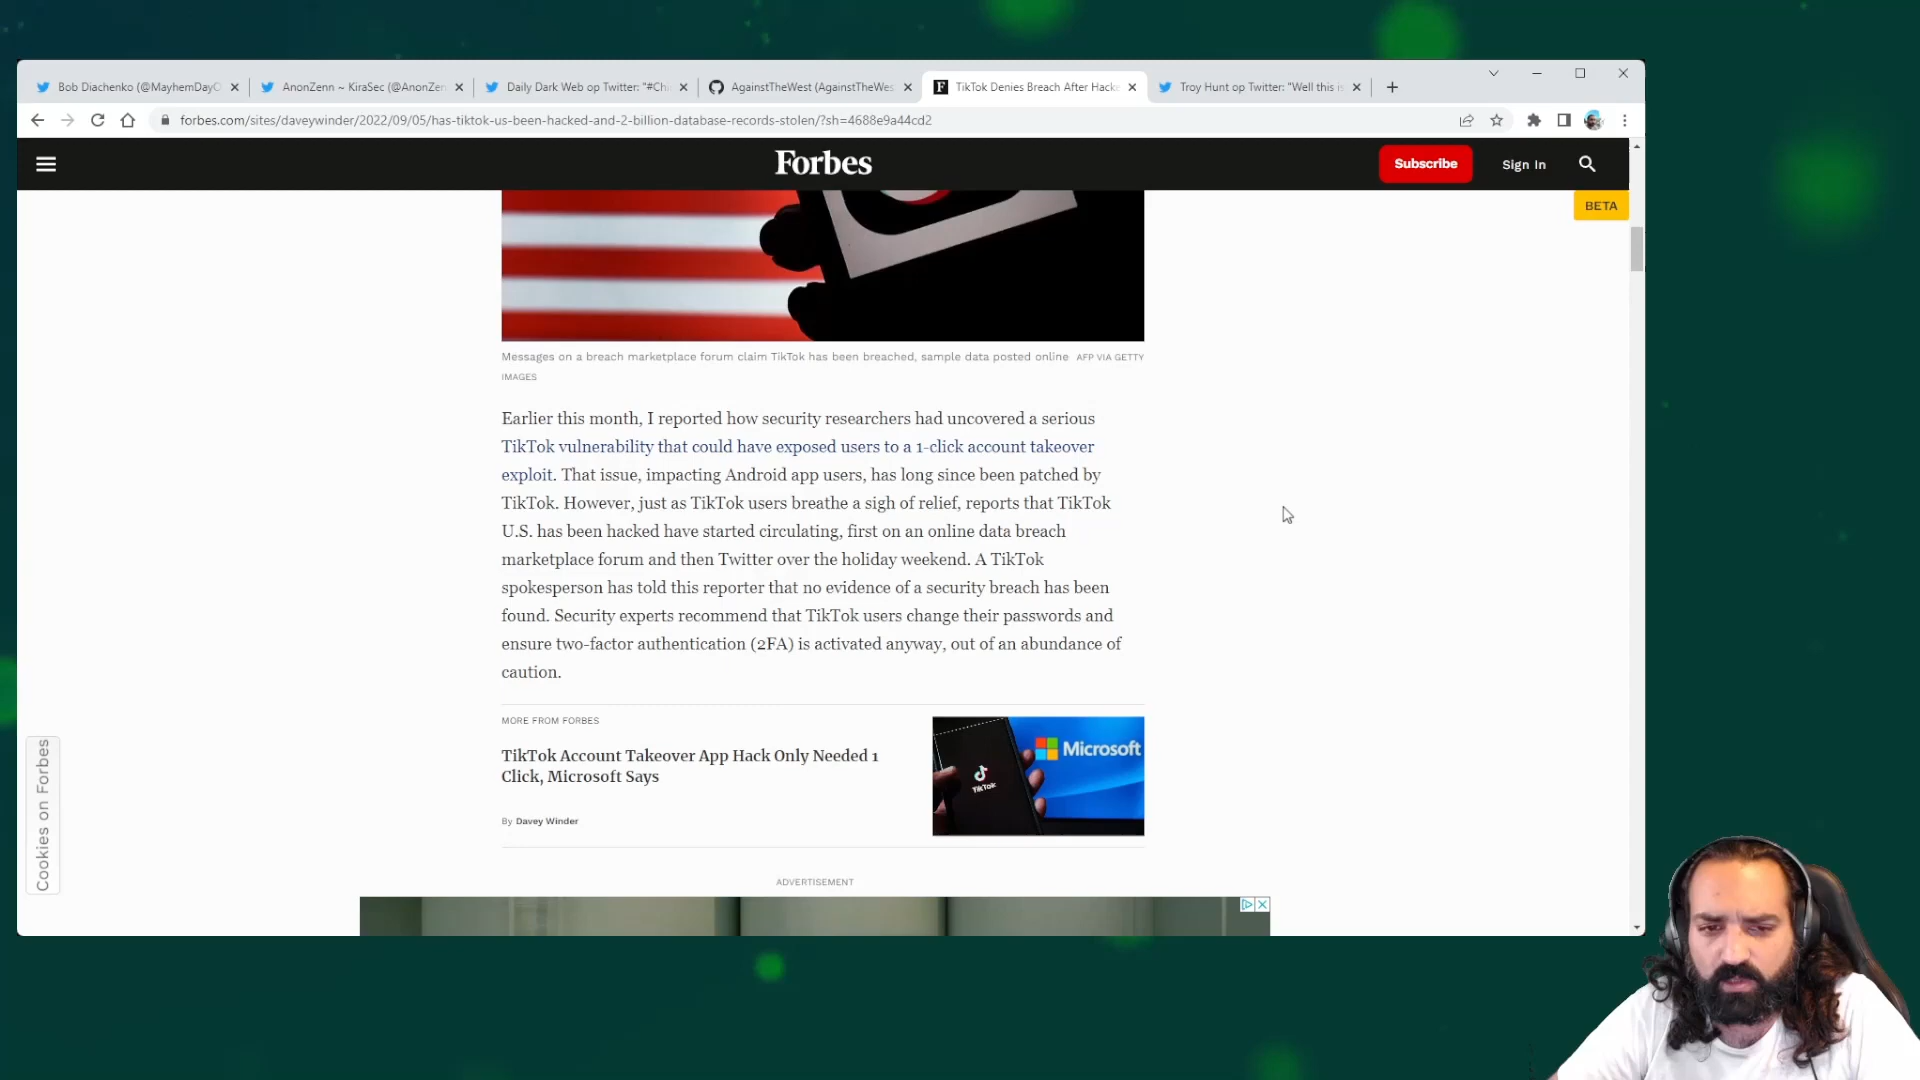 Bob Diachenko (@MayhemDayO
AnonZenn ~ KiraSec (@AnonZen
Daily Dark Web op Twitter: "#Chi
AgainstTheWest (AgainstTheWes
TikTok Denies Breach After Hacke
Troy Hunt op Twitter: "Well this is
forbes.com/sites/daveywinder/2022/09/05/has-tiktok-us-been-hacked-and-2-billion-database-records-stolen/?sh=4688e9a44cd2
Forbes
Subscribe
Sign In
BETA
Messages on a breach marketplace forum claim TikTok has been breached, sample data posted online AFP VIA GETTY
IMAGES
Earlier this month, I reported how security researchers had uncovered a serious
TikTok vulnerability that could have exposed users to a 1-click account takeover
exploit. That issue, impacting Android app users, has long since been patched by
TikTok. However, just as TikTok users breathe a sigh of relief, reports that TikTok
U.S. has been hacked have started circulating, first on an online data breach
marketplace forum and then Twitter over the holiday weekend. A TikTok
spokesperson has told this reporter that no evidence of a security breach has been
found. Security experts recommend that TikTok users change their passwords and
ensure two-factor authentication (2FA) is activated anyway, out of an abundance of
caution.
MORE FROM FORBES
TikTok Account Takeover App Hack Only Needed 1
Click, Microsoft Says
By Davey Winder
Microsoft
TikTok
Cookies on Forbes
ADVERTISEMENT